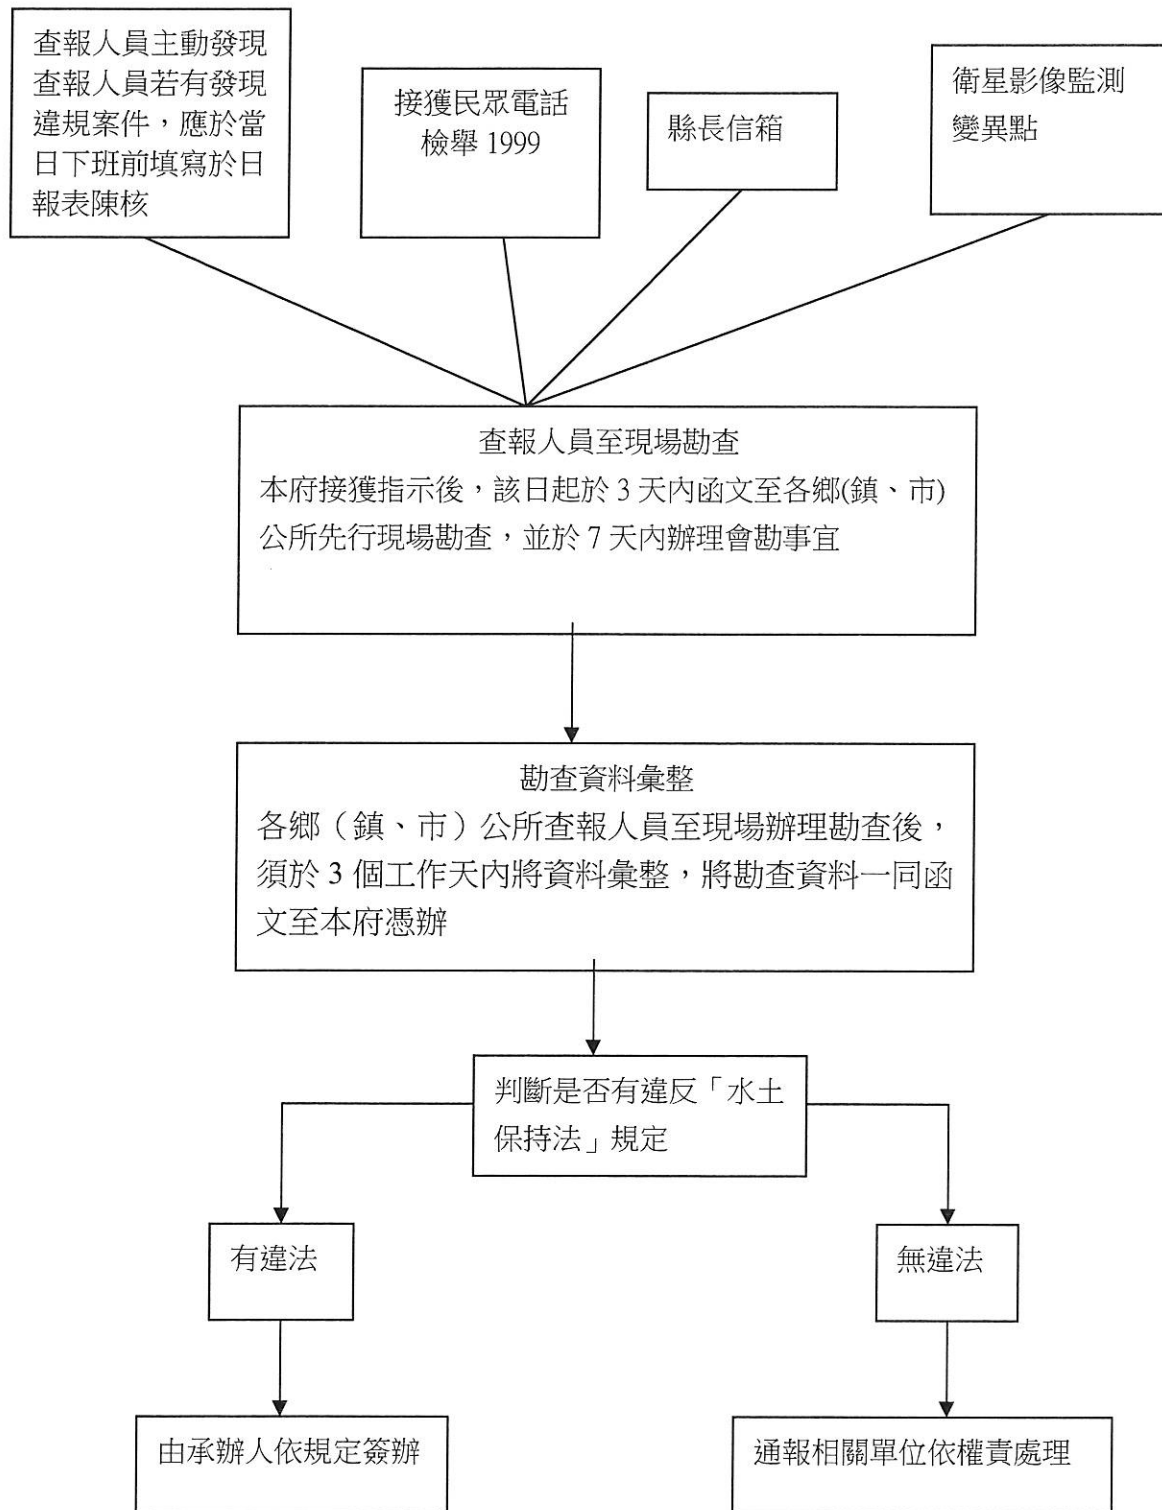 查報人員主動發現
查報人員若有發現
違規案件，應於當
日下班前填寫於日
報表陳核
接獲民眾電話
檢舉 1999
縣長信箱
衛星影像監測
變異點
查報人員至現場勘查
本府接獲指示後，該日起於 3 天內函文至各鄉(鎮、市)
公所先行現場勘查，並於 7 天內辦理會勘事宜
勘查資料彙整
各鄉（鎮、市）公所查報人員至現場辦理勘查後，
須於 3 個工作天內將資料彙整，將勘查資料一同函
文至本府憑辦
判斷是否有違反「水土
保持法」規定
有違法
無違法
由承辦人依規定簽辦
通報相關單位依權責處理